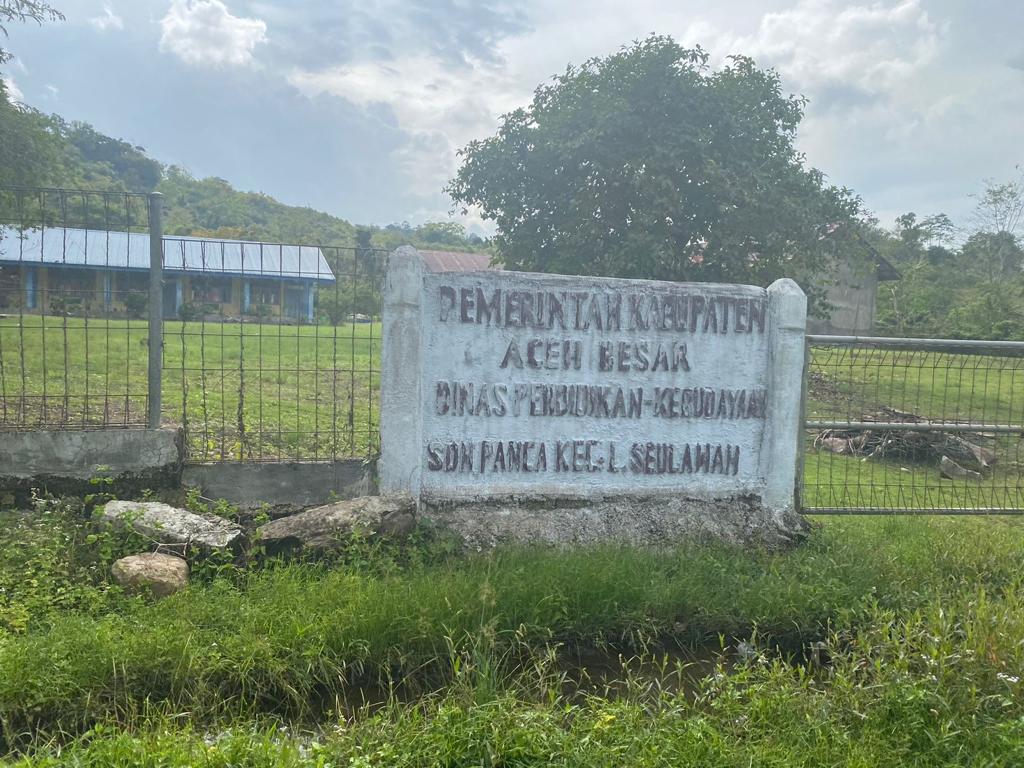 PEMERINTAH KABUPATEN
ACEH BESAR
DINAS PENDIDIKAN-KEBUDAYAAN
SDN PANCA KEC. L. SEULAWAH